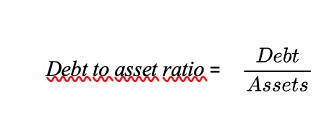 Debt to asset ratio = Debt / Assets